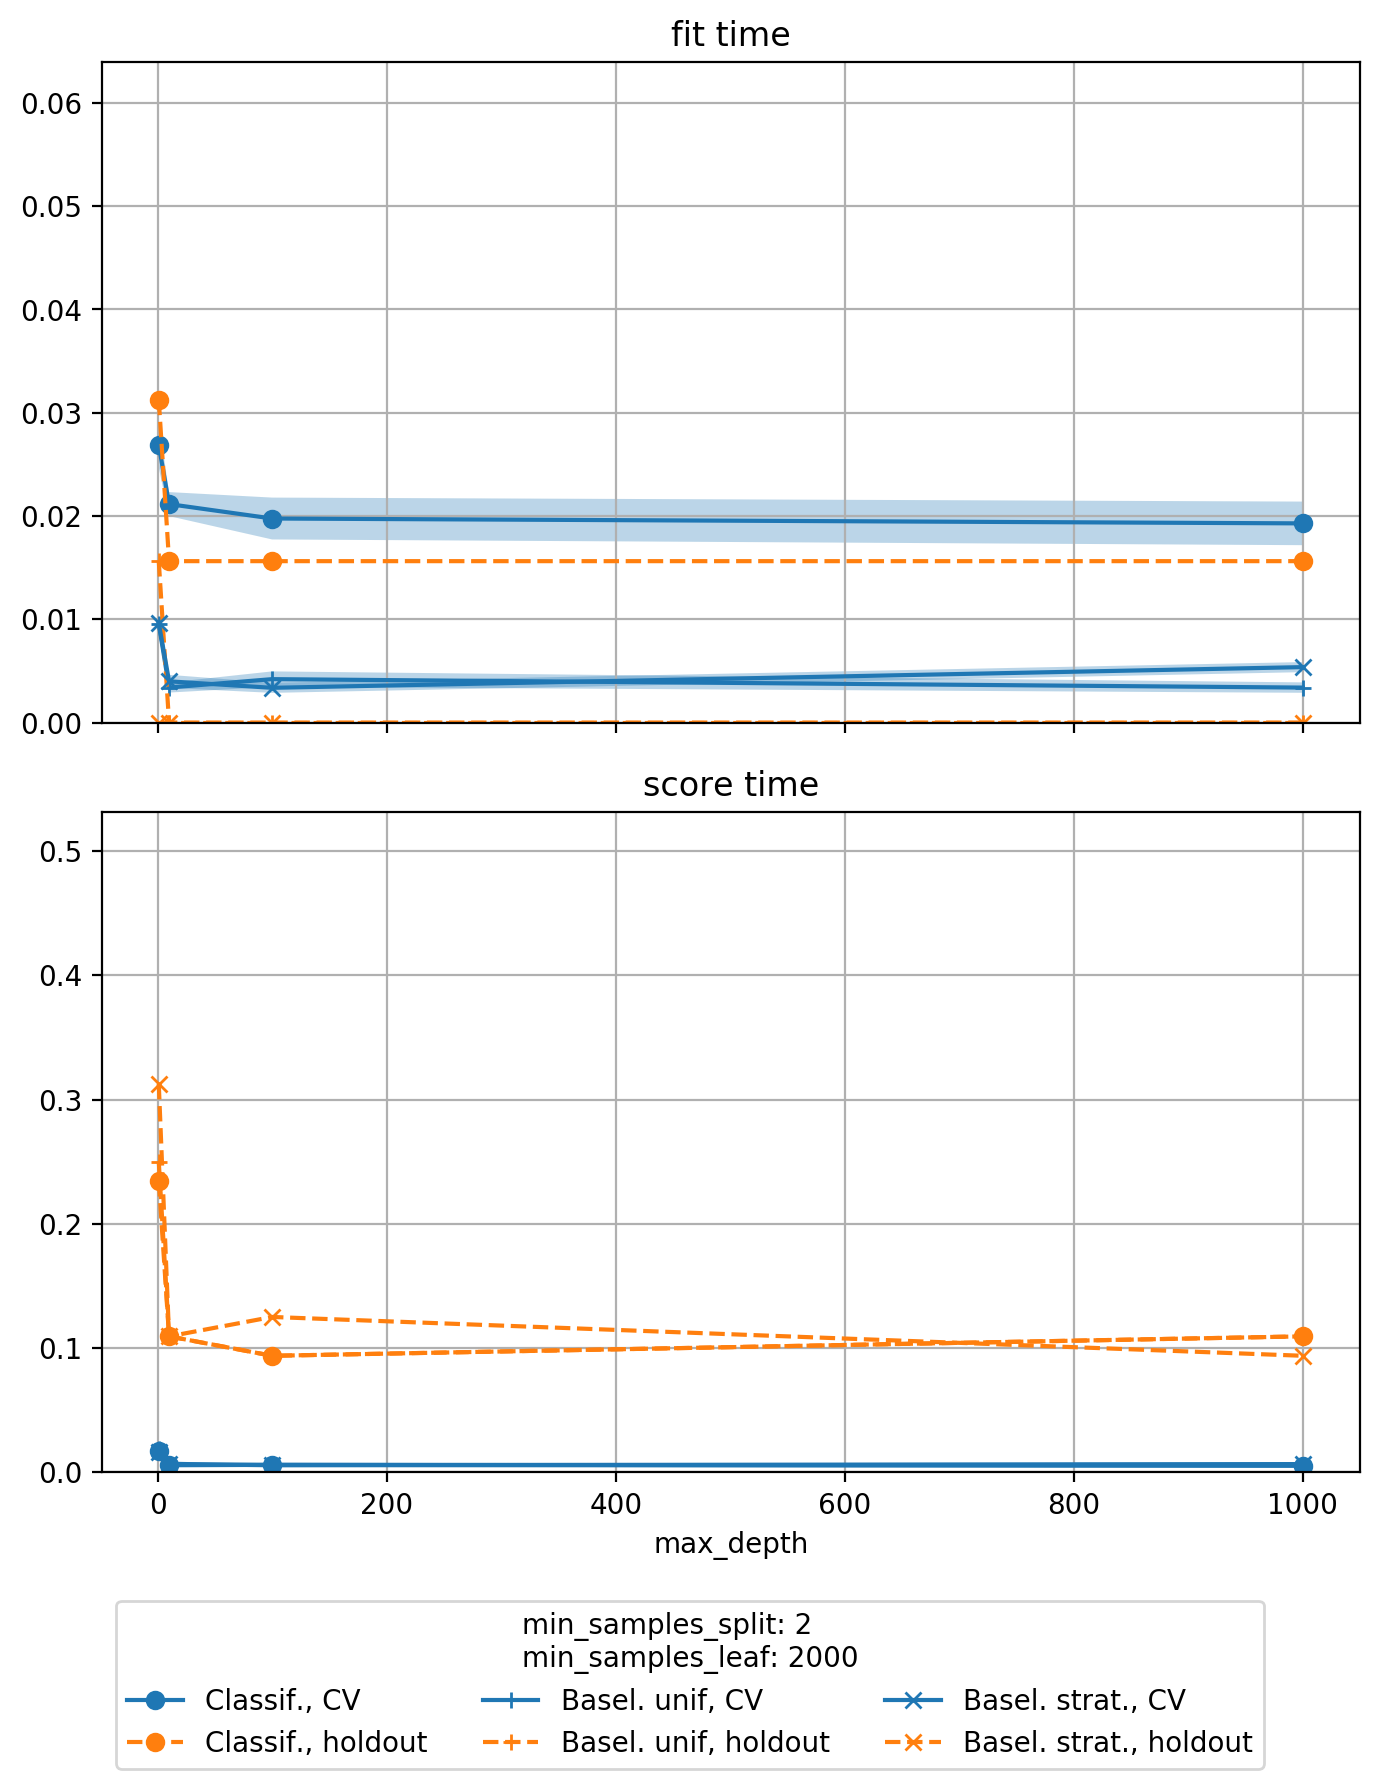 fit time
0.06
0.05
0.04
0.03
0.02
0.01
0.00
score time
0.5
0.4
0.3
0.2
0.1
0.0
0 200 400 600 800 1000
max_depth
min_samples_split: 2
min_samples_leaf: 2000
Classif., CV Basel. unif, CV Basel. strat., CV
Classif., holdout Basel. unif, holdout Basel. strat., holdout